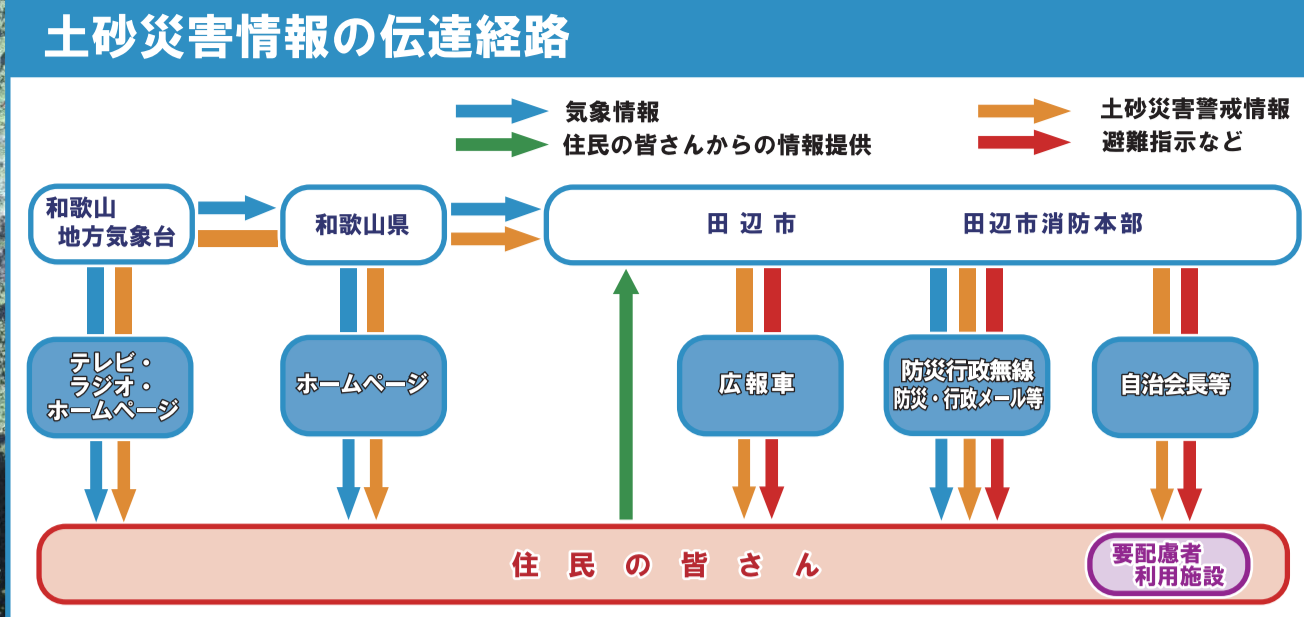 土砂災害情報の伝達経路
気象情報
土砂災害警戒情報
住民の皆さんからの情報提供
避難指示など
和歌山
地方気象台
和歌山県
田辺市
田辺市消防本部
テレビ・
ラジオ・
ホームページ
ホームページ
広報車
防災行政無線
防災・行政メール等
自治会長等
住民の皆さん
要配慮者
利用施設